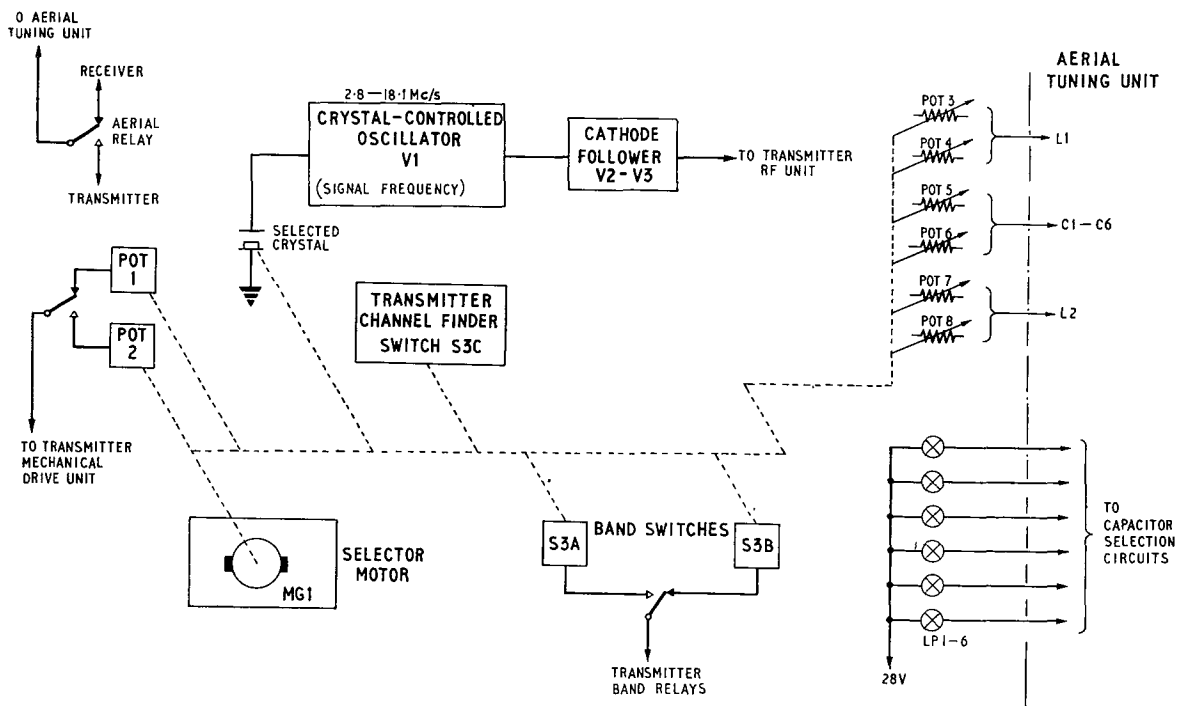 O AERIAL
TUNING UNIT
RECEIVER
AERIAL
RELAY
TRANSMITTER
2·8—18·1 Mc/s
CRYSTAL-CONTROLLED
OSCILLATOR
V1
(SIGNAL FREQUENCY)
CATHODE
FOLLOWER
V2-V3
TO TRANSMITTER
RF UNIT
SELECTED
CRYSTAL
AERIAL
TUNING UNIT
POT 3
POT 4
L1
POT 5
POT 6
C1-C6
POT 7
POT 8
L2
POT
1
POT
2
TO TRANSMITTER
MECHANICAL
DRIVE UNIT
TRANSMITTER
CHANNEL FINDER
SWITCH S3C
SELECTOR
MOTOR
MG1
S3A
BAND SWITCHES
S3B
TRANSMITTER
BAND RELAYS
TO
CAPACITOR
SELECTION
CIRCUITS
LP1-6
28V